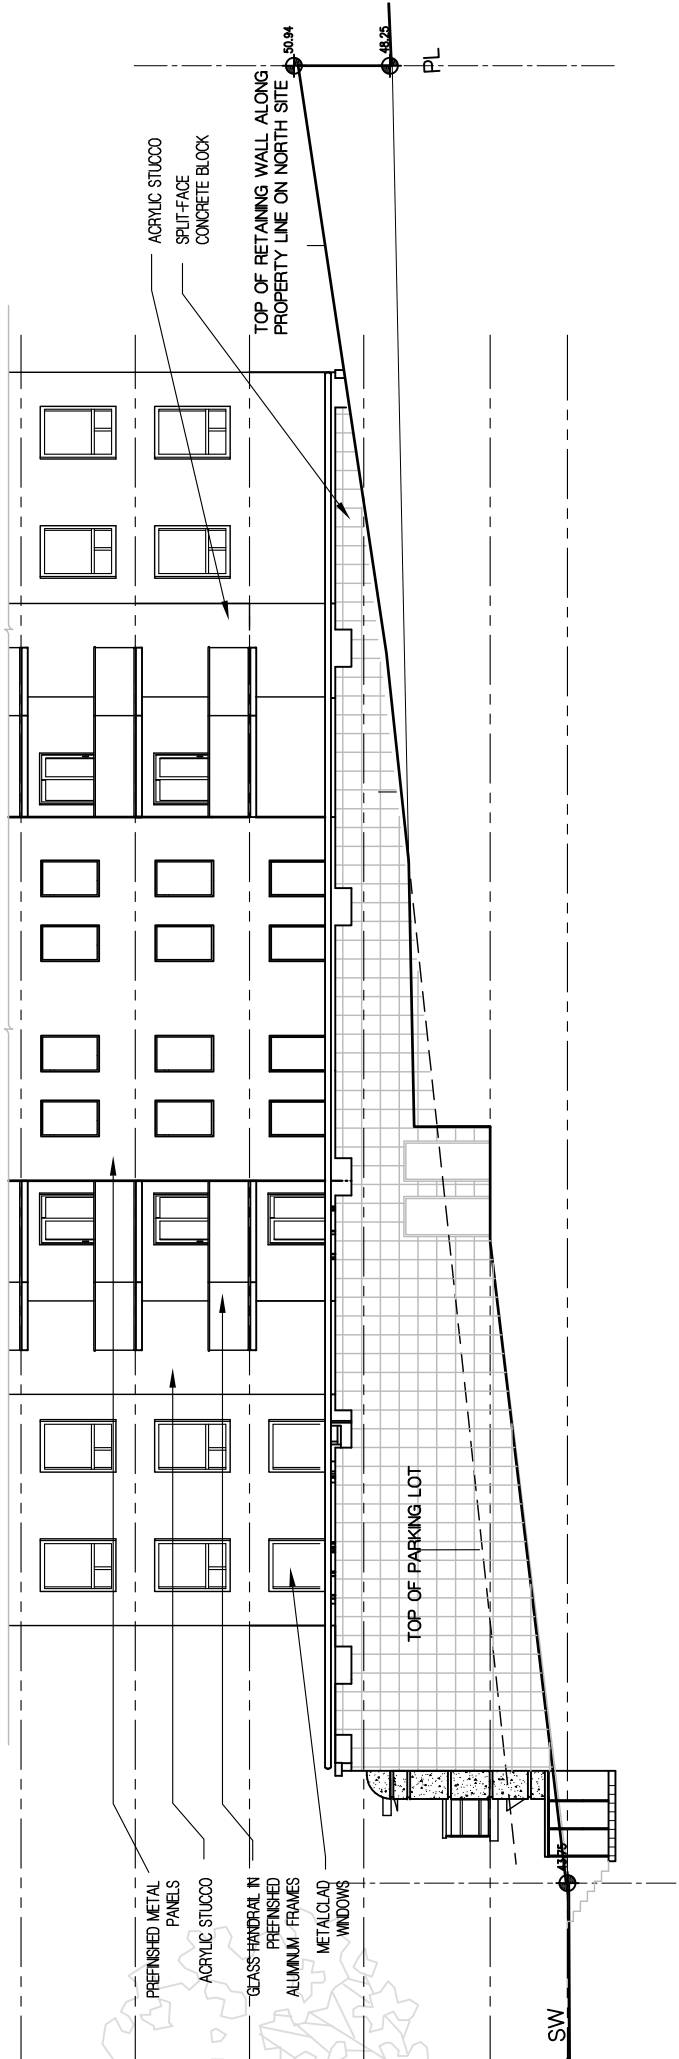 PREFINISHED METAL
PANELS
ACRYLIC STUCCO
GLASS HANDRAIL IN
PREFINISHED
ALUMINUM FRAMES
METALCLAD
WINDOWS
TOP OF PARKING LOT
SW
43.75
ACRYLIC STUCCO
SPLIT-FACE
CONCRETE BLOCK
TOP OF RETAINING WALL ALONG
PROPERTY LINE ON NORTH SITE
50.94
48.25
PL